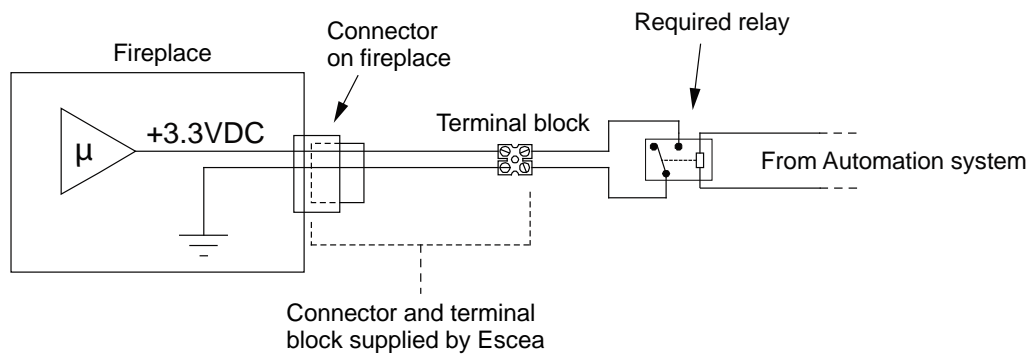 Required relay
Connector
on fireplace
Fireplace
+3.3VDC
Terminal block
μ
From Automation system
Connector and terminal
block supplied by Escea